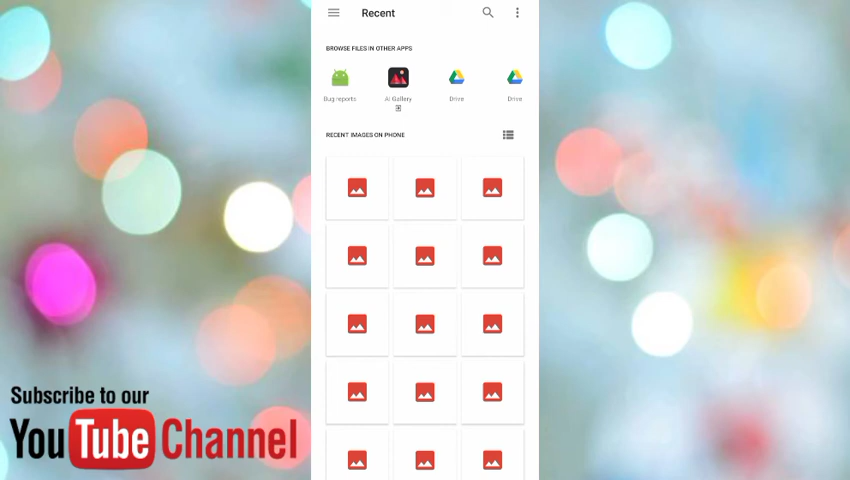 Recent
BROWSE FILES IN OTHER APPS
Bug reports
AI Gallery
Drive
Drive
RECENT IMAGES ON PHONE
Subscribe to our
YouTube Channel